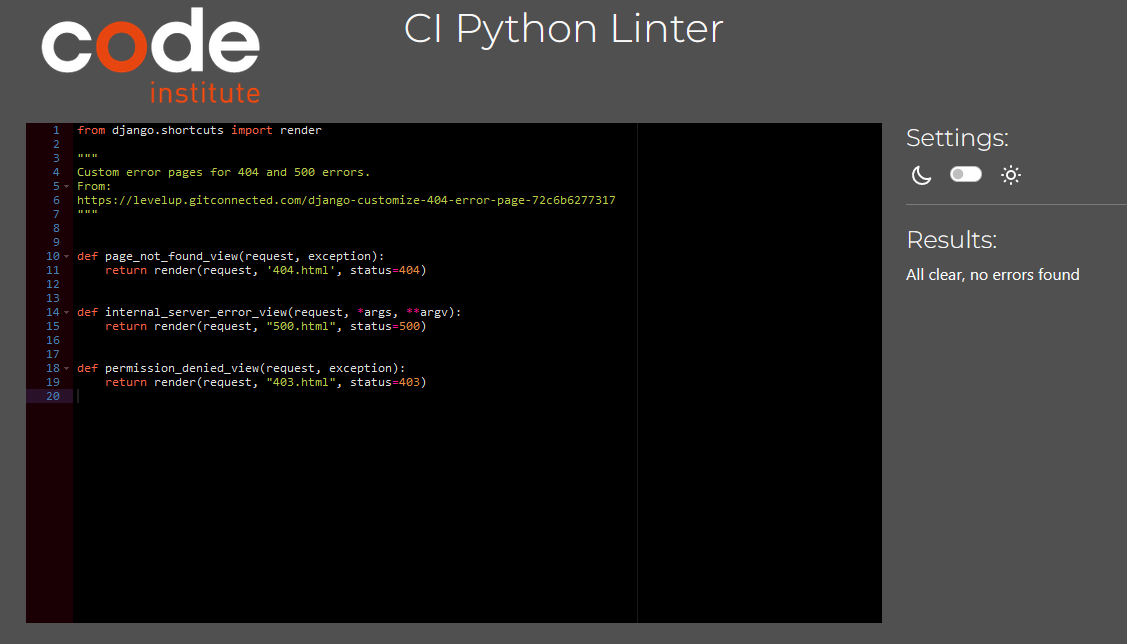 code
institute
CI Python Linter
1 from django.shortcuts import render
2
3 """
4 Custom error pages for 404 and 500 errors.
5 From:
6 https://levelup.gitconnected.com/django-customize-404-error-page-72c6b6277317
7 """
8
9
10 def page_not_found_view(request, exception):
11     return render(request, '404.html', status=404)
12
13
14 def internal_server_error_view(request, *args, **argv):
15     return render(request, "500.html", status=500)
16
17
18 def permission_denied_view(request, exception):
19     return render(request, "403.html", status=403)
20
Settings:
Results:
All clear, no errors found